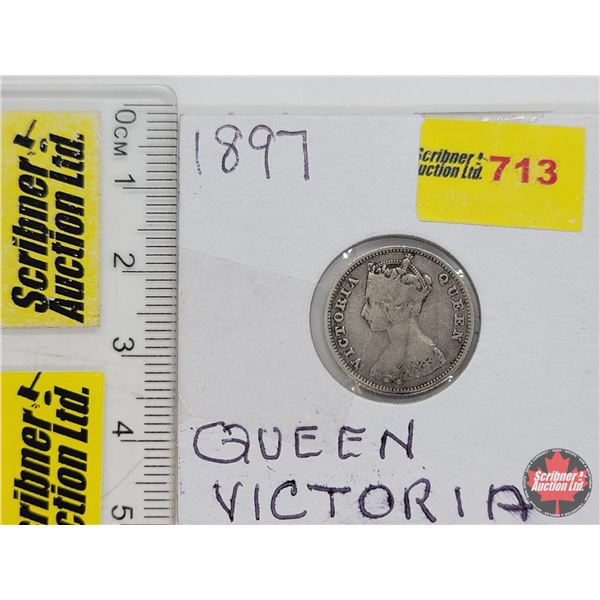 Scribner
Auction Ltd.
Scribner
Auction Ltd.
0CM
1
2
3
4
5
1897
Scribner
uction Ltd.
713
VICTORIA QUEEN
QUEEN
VICTORIA
Scribner
Auction Ltd.